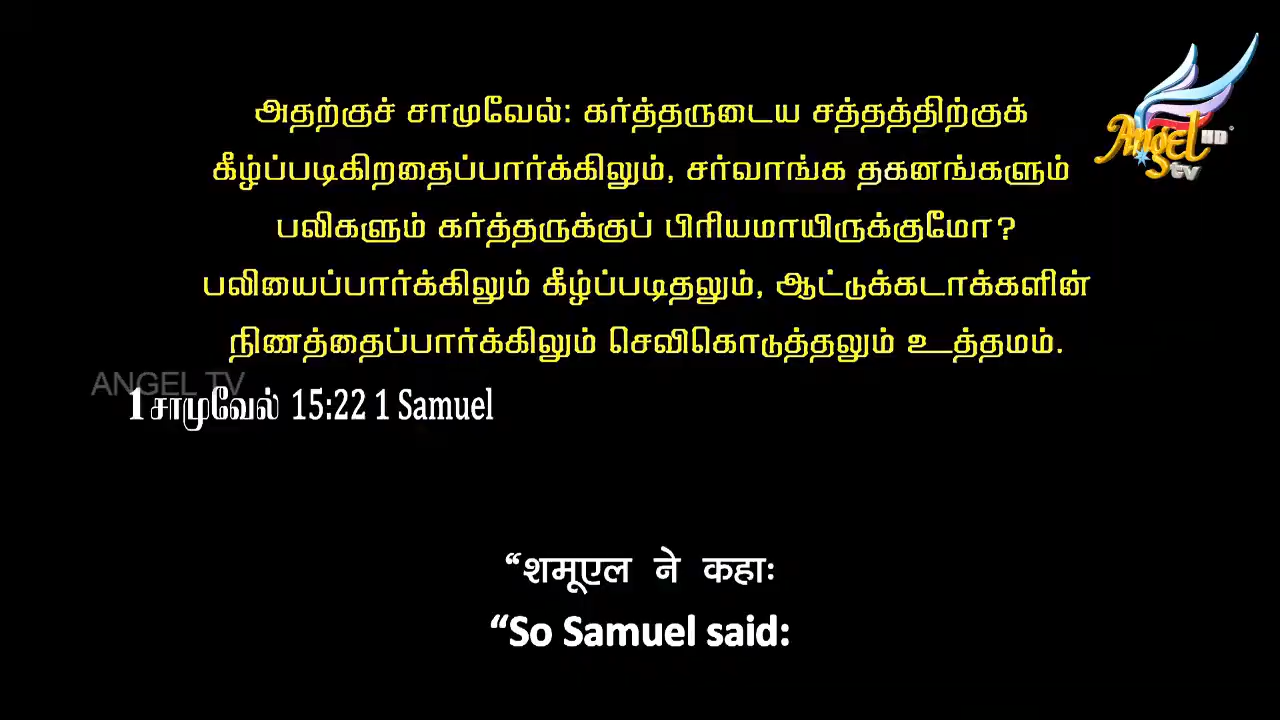 அதற்குச் சாமுவேல்: கர்த்தருடைய சத்தத்திற்குக்
கீழ்ப்படிகிறதைப்பார்க்கிலும், சர்வாங்க தகனங்களும்
பலிகளும் கர்த்தருக்குப் பிரியமாயிருக்குமோ?
பலியைப்பார்க்கிலும் கீழ்ப்படிதலும், ஆட்டுக்கடாக்களின்
நிணத்தைப்பார்க்கிலும் செவிகொடுத்தலும் உத்தமம்.
Angel HD
tv
ANGEL TV
1 சாமுவேல் 15:22 1 Samuel
“शमूएल ने कहाः
“So Samuel said: